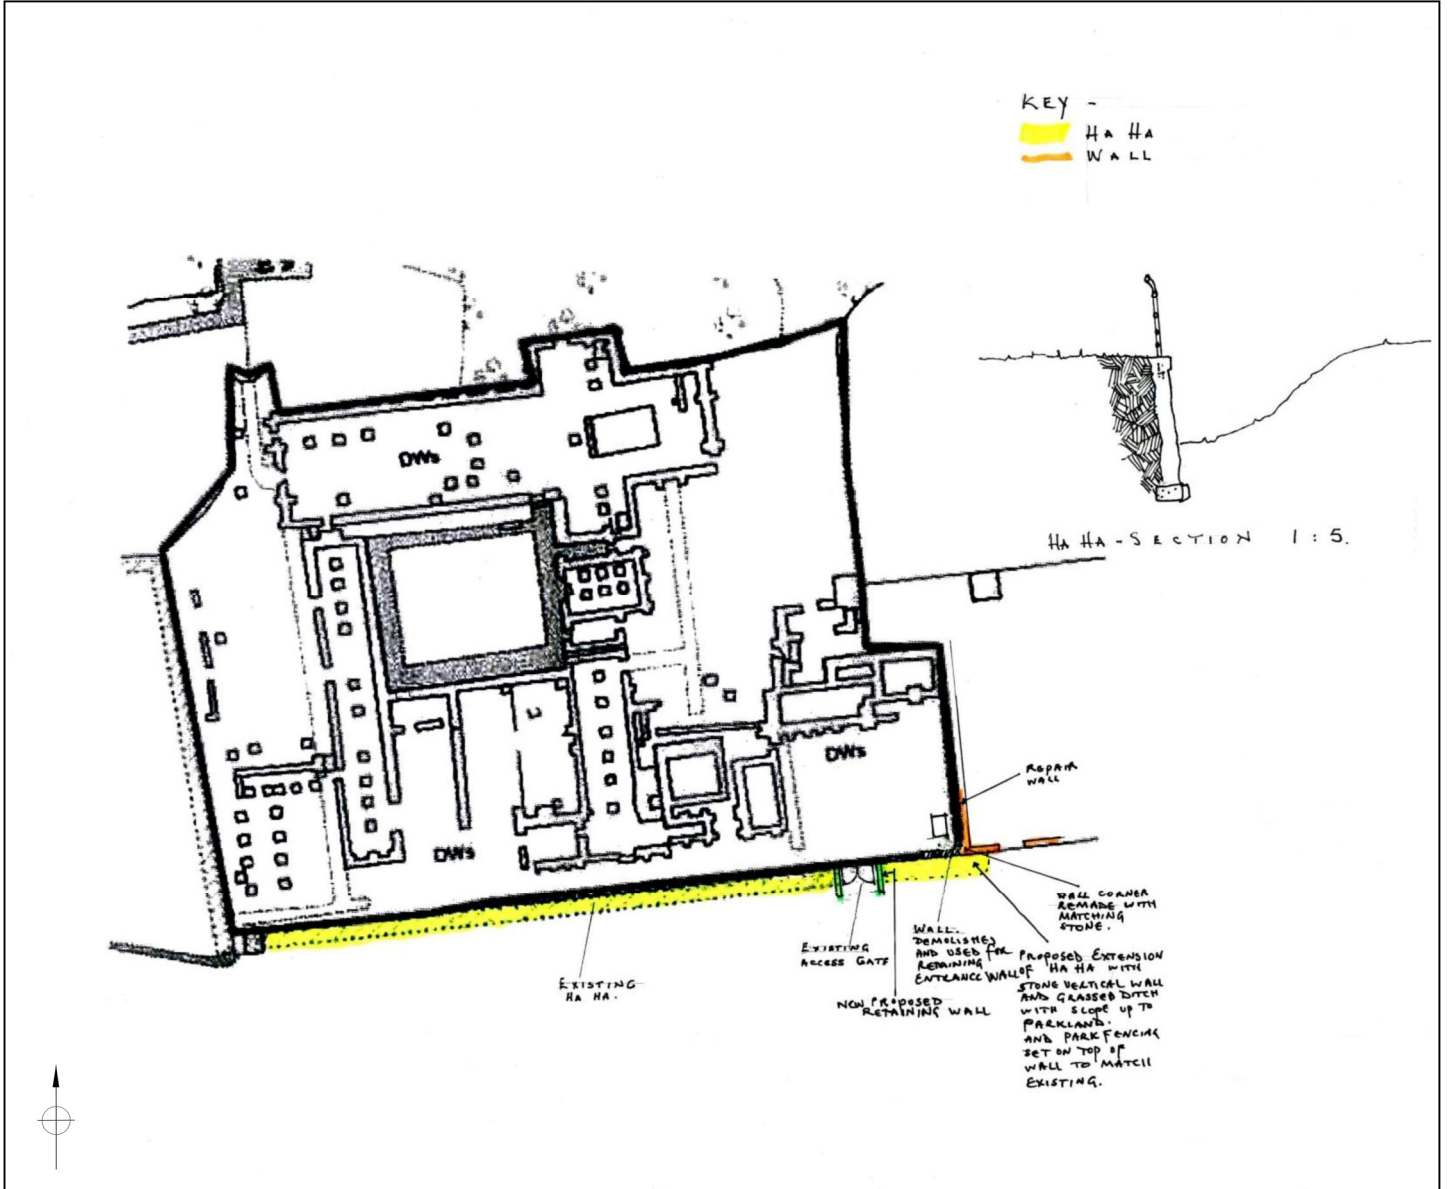 KEY -
HA HA
WALL
DWs
HA HA - SECTION 1:5.
DWs
REPAIR
WALL
DWs
WALL CORNER
REMADE WITH
MATCHING
STONE.
EXISTING
ACCESS GATE
WALL
DEMOLISHED
AND USED FOR
REMAINING
ENTRANCE WALL
PROPOSED EXTENSION
OF HA HA WITH
STONE VERTICAL WALL
AND GRASSED DITCH
WITH SLOPE UP TO
PARKLAND.
AND PARK FENCING
SET ON TOP OF
WALL TO MATCH
EXISTING.
EXISTING
HA HA.
NEW PROPOSED
RETAINING WALL